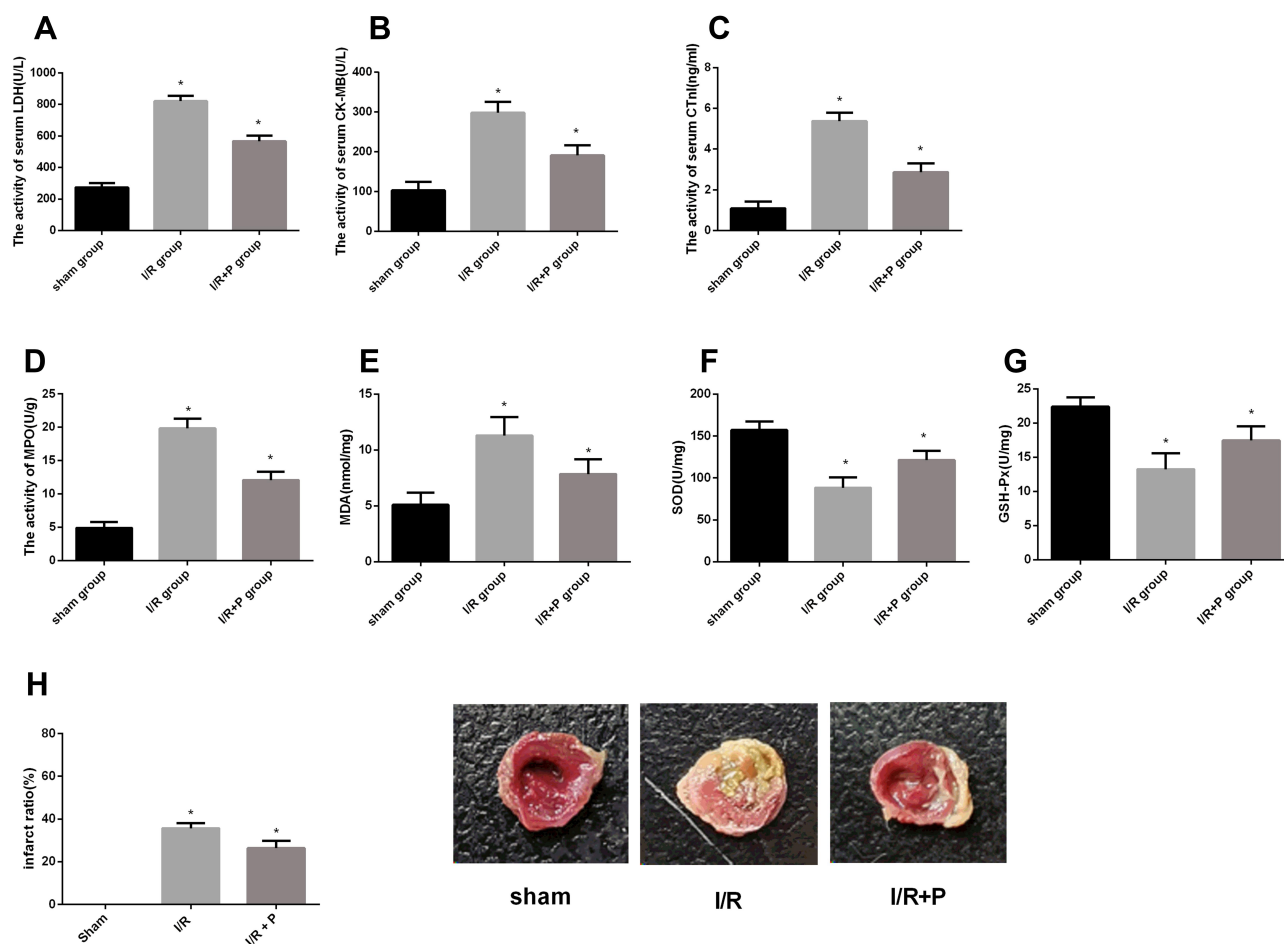 A
The activity of serum LDH(U/L)
1000
800
600
400
200
0
*
*
sham group
I/R group
I/R+P group
B
The activity of serum CK-MB(U/L)
400
300
200
100
0
*
*
sham group
I/R group
I/R+P group
C
The activity of serum CTnI(ng/ml)
8
6
4
2
0
*
*
sham group
I/R group
I/R+P group
D
The activity of MPO(U/g)
25
20
15
10
5
0
*
*
sham group
I/R group
I/R+P group
E
MDA(nmol/mg)
15
10
5
0
*
*
sham group
I/R group
I/R+P group
F
SOD(U/mg)
200
150
100
50
0
*
*
sham group
I/R group
I/R+P group
G
GSH-Px(U/mg)
25
20
15
10
5
0
*
*
sham group
I/R group
I/R+P group
H
infarct ratio(%)
80
60
40
20
0
*
*
Sham
I/R
I/R + P
sham
I/R
I/R+P